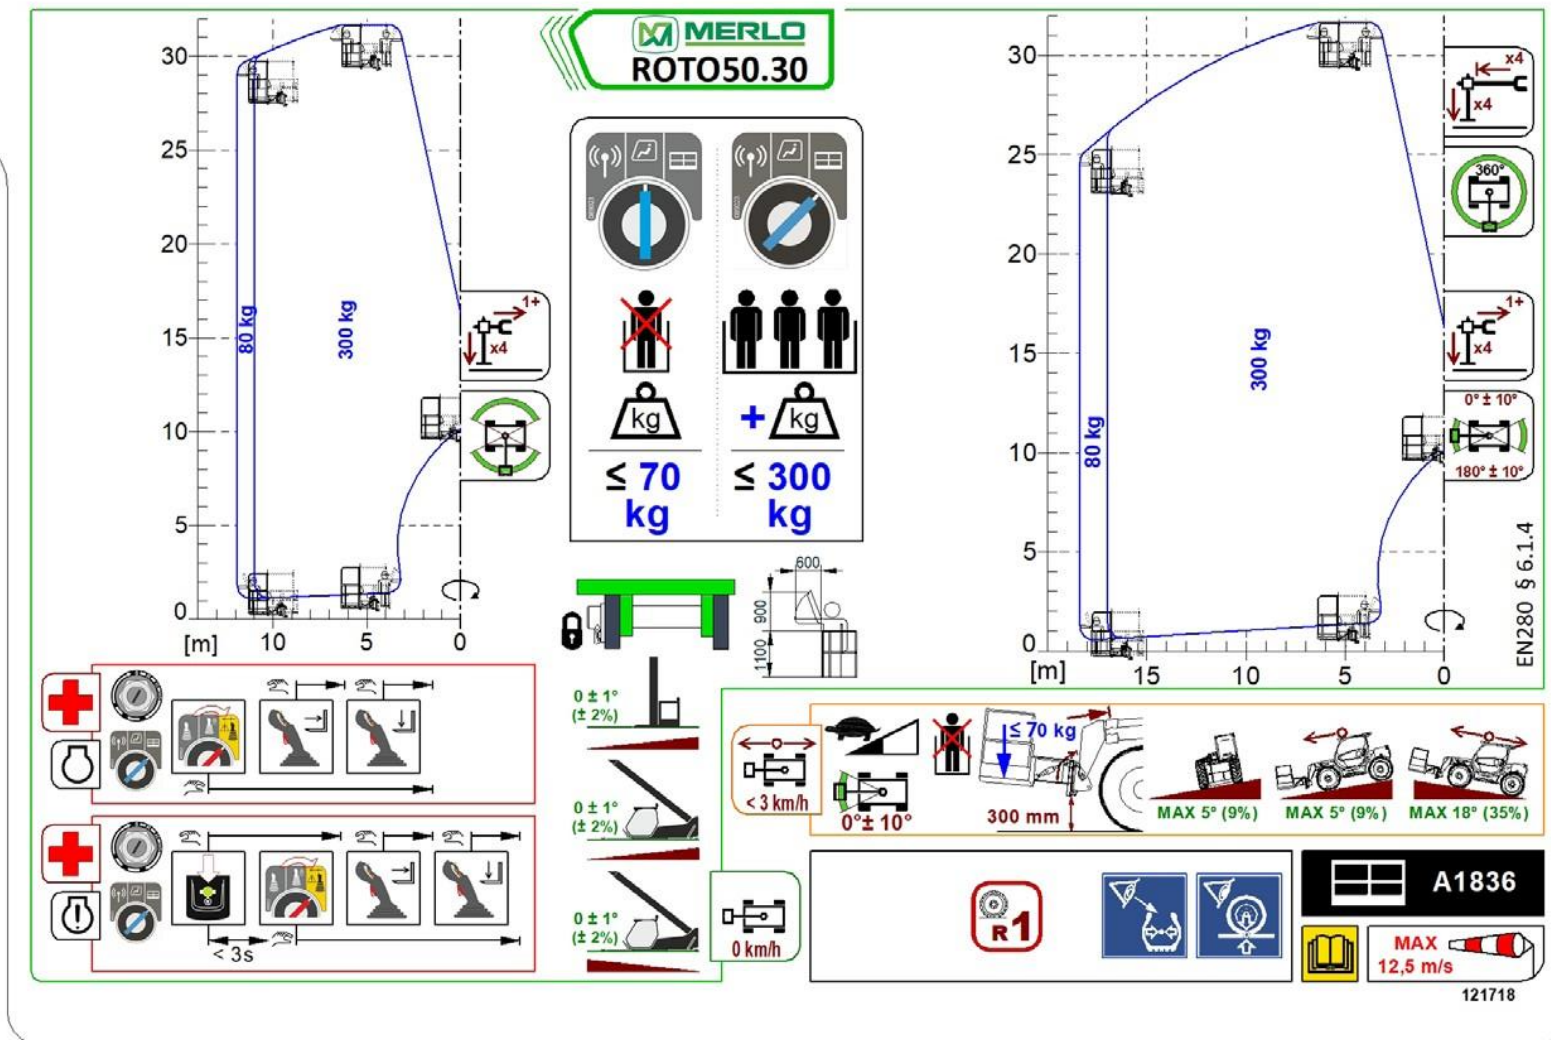 MERLO
ROTO50.30
30
25
20
15
10
5
0
[m]
10
5
0
80 kg
300 kg
1+
x4
kg
≤ 70
kg
+ kg
≤ 300
kg
30
25
20
15
10
5
0
[m]
15
10
5
0
80 kg
300 kg
x4
x4
360°
1+
x4
0° ± 10°
180° ± 10°
EN280 § 6.1.4
600
900
1100
0 ± 1°
(± 2%)
0 ± 1°
(± 2%)
0 ± 1°
(± 2%)
< 3s
< 3 km/h
0°± 10°
≤ 70 kg
300 mm
MAX 5° (9%)
MAX 5° (9%)
MAX 18° (35%)
0 km/h
R1
A1836
MAX
12,5 m/s
121718